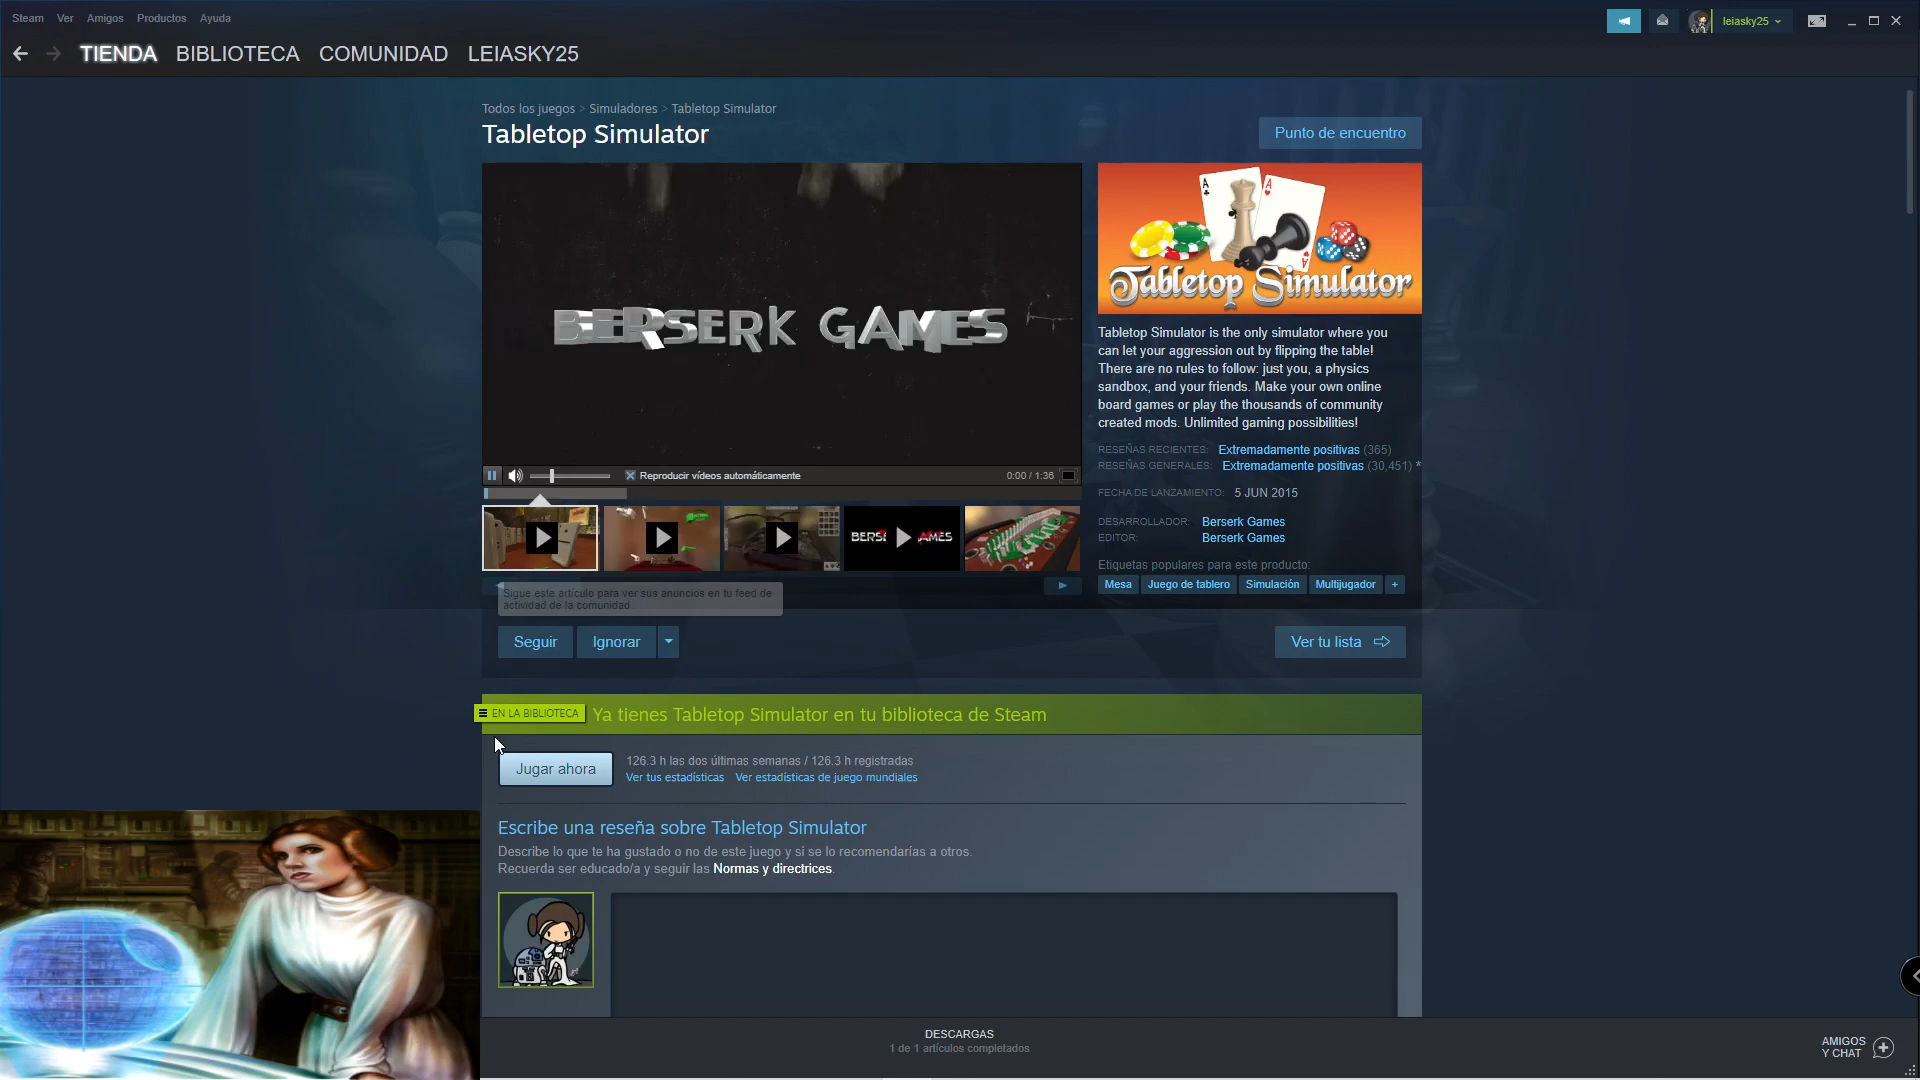 Steam Ver Amigos Productos Ayuda
leiasky25
TIENDA BIBLIOTECA COMUNIDAD LEIASKY25
Todos los juegos > Simuladores > Tabletop Simulator
Tabletop Simulator
Punto de encuentro
BERSERK GAMES
Tabletop Simulator
Tabletop Simulator is the only simulator where you
can let your aggression out by flipping the table!
There are no rules to follow: just you, a physics
sandbox, and your friends. Make your own online
board games or play the thousands of community
created mods. Unlimited gaming possibilities!
RESEÑAS RECIENTES: Extremadamente positivas (365)
RESEÑAS GENERALES: Extremadamente positivas (30,451) *
FECHA DE LANZAMIENTO: 5 JUN 2015
DESARROLLADOR: Berserk Games
EDITOR: Berserk Games
Etiquetas populares para este producto:
Mesa Juego de tablero Simulación Multijugador +
Reproducir vídeos automáticamente
0:00 / 1:36
Sigue este artículo para ver sus anuncios en tu feed de
actividad de la comunidad
Seguir Ignorar
Ver tu lista
EN LA BIBLIOTECA Ya tienes Tabletop Simulator en tu biblioteca de Steam
Jugar ahora
126.3 h las dos últimas semanas / 126.3 h registradas
Ver tus estadísticas Ver estadísticas de juego mundiales
Escribe una reseña sobre Tabletop Simulator
Describe lo que te ha gustado o no de este juego y si se lo recomendarías a otros.
Recuerda ser educado/a y seguir las Normas y directrices.
DESCARGAS
1 de 1 artículos completados
AMIGOS
Y CHAT